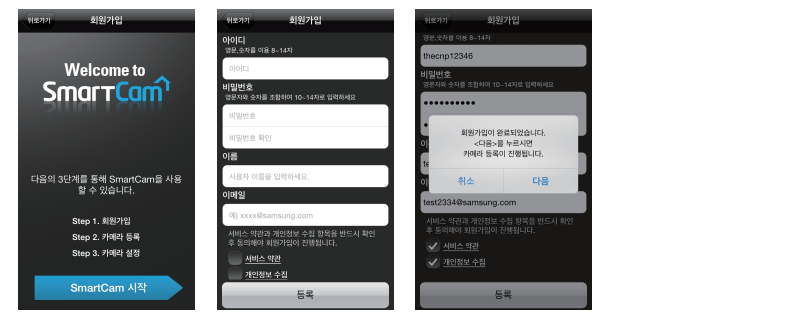 뒤로가기 회원가입
Welcome to
SMARTCam
다음의 3단계를 통해 SmartCam을 사용
할 수 있습니다.
Step 1. 회원가입
Step 2. 카메라 등록
Step 3. 카메라 설정
SmartCam 시작
뒤로가기 회원가입
아이디
영문,숫자를 이용 8~14자
아이디
비밀번호
영문자와 숫자를 조합하여 10~14자로 입력하세요
비밀번호
비밀번호 확인
이름
사용자 이름을 입력하세요.
이메일
예) xxxx@samsung.com
서비스 약관과 개인정보 수집 항목을 반드시 확인
후 동의해야 회원가입이 진행됩니다.
서비스 약관
개인정보 수집
등록
뒤로가기 회원가입
영문,숫자를 이용 8~14자
thecnp12346
비밀번호
영문자와 숫자를 조합하여 10~14자로 입력하세요
••••••••••
회원가입이 완료되었습니다.
<다음>을 누르시면
카메라 등록이 진행됩니다.
취소 다음
test2334@samsung.com
서비스 약관과 개인정보 수집 항목을 반드시 확인
후 동의해야 회원가입이 진행됩니다.
서비스 약관
개인정보 수집
등록